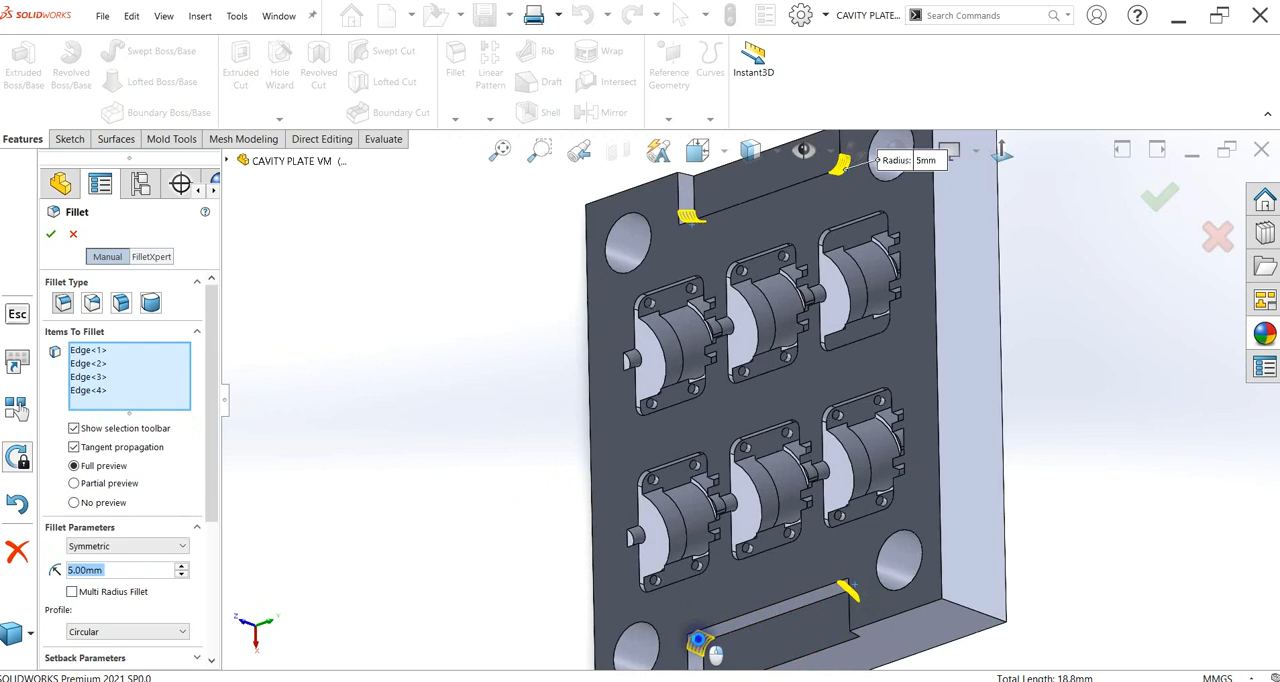 SOLIDWORKS File Edit View Insert Tools Window CAVITY PLATE... Search Commands
Extruded Boss/Base
Revolved Boss/Base
Swept Boss/Base
Lofted Boss/Base
Boundary Boss/Base
Extruded Cut
Hole Wizard
Revolved Cut
Swept Cut
Lofted Cut
Boundary Cut
Fillet
Linear Pattern
Rib
Draft
Shell
Wrap
Intersect
Mirror
Reference Geometry
Curves
Instant3D
Features Sketch Surfaces Mold Tools Mesh Modeling Direct Editing Evaluate
CAVITY PLATE VM (...
Radius: 5mm
Fillet
Manual FilletXpert
Fillet Type
Items To Fillet
Edge<1>
Edge<2>
Edge<3>
Edge<4>
Show selection toolbar
Tangent propagation
Full preview
Partial preview
No preview
Fillet Parameters
Symmetric
5.00mm
Multi Radius Fillet
Profile:
Circular
Setback Parameters
Esc
SOLIDWORKS Premium 2021 SP0.0 Total Length: 18.8mm MMGS